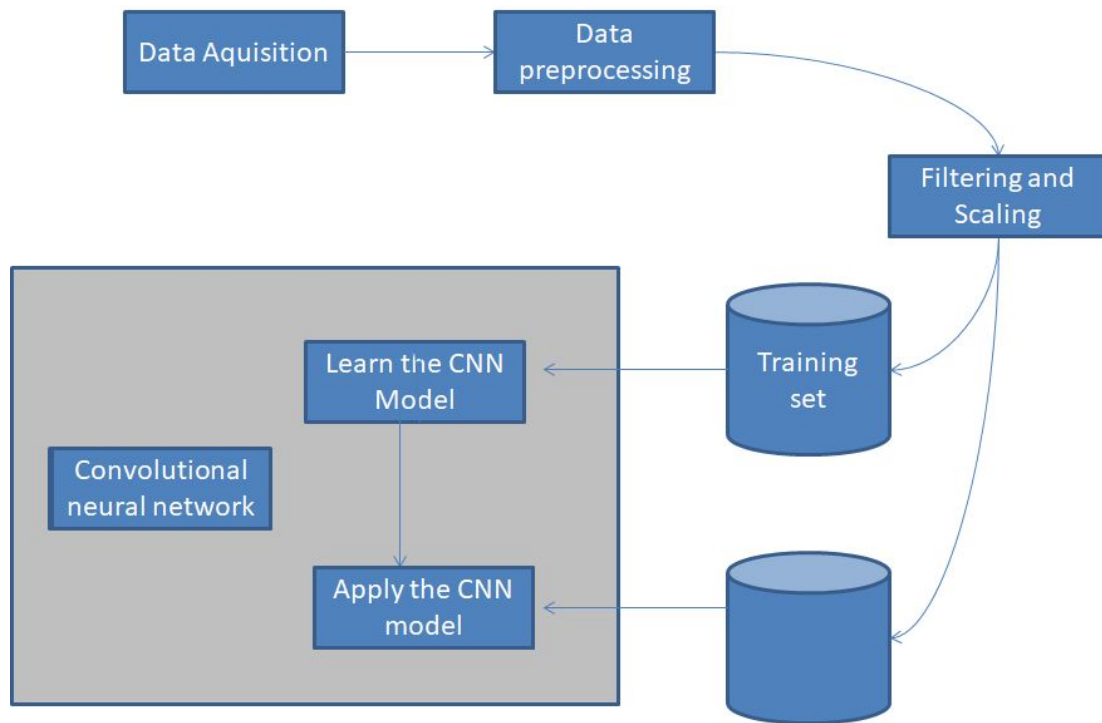 Data Aquisition
Data
preprocessing
Filtering and
Scaling
Training
set
Learn the CNN
Model
Convolutional
neural network
Apply the CNN
model